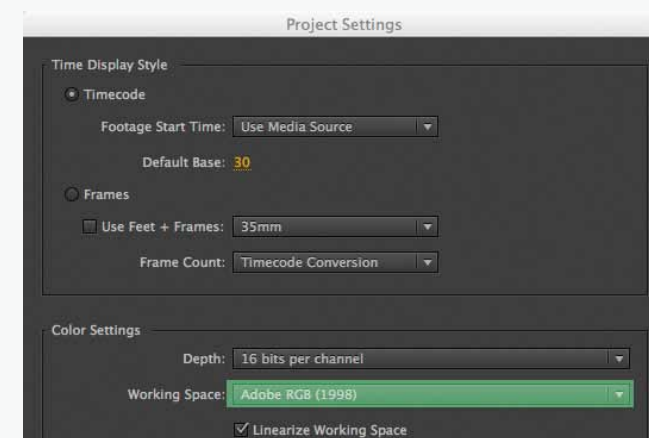 Project Settings
Time Display Style
Timecode
Footage Start Time: Use Media Source
Default Base: 30
Frames
Use Feet + Frames: 35mm
Frame Count: Timecode Conversion
Color Settings
Depth: 16 bits per channel
Working Space: Adobe RGB (1998)
Linearize Working Space